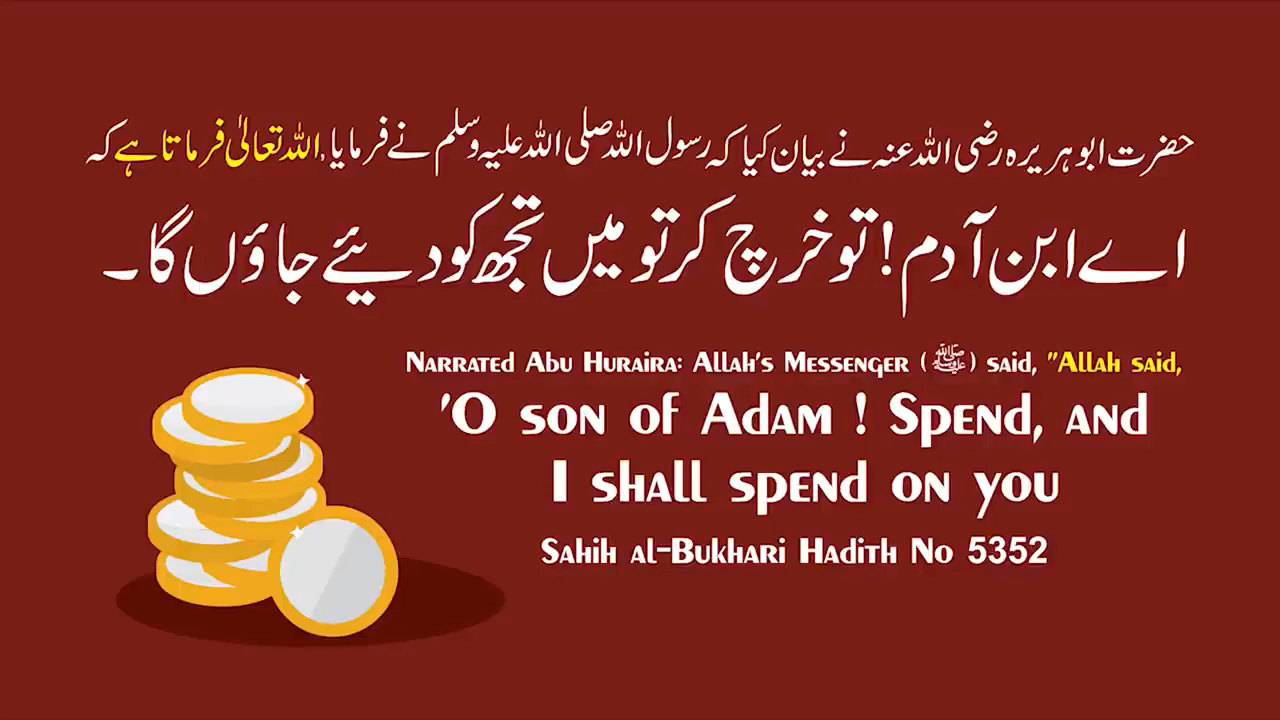 حضرت ابوہریرہ رضی اللہ عنہ نے بیان کیا کہ رسول اللہ صلی اللہ علیہ وسلم نے فرمایا، اللہ تعالیٰ فرماتا ہے کہ
اے ابن آدم! تو خرچ کر تو میں تجھ کو دیئے جاؤں گا۔
Narrated Abu Huraira: Allah's Messenger (ﷺ) said, "Allah said,
'O son of Adam ! Spend, and
I shall spend on you
Sahih al-Bukhari Hadith No 5352